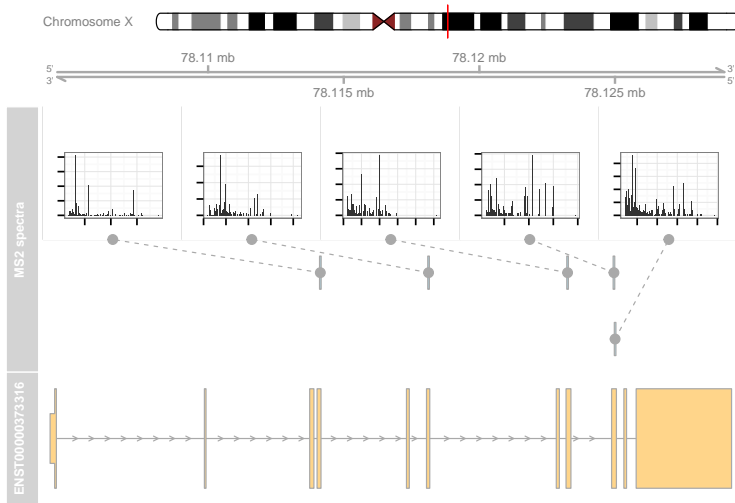 Chromosome X
78.11 mb
78.12 mb
5'
3'
3'
5'
78.115 mb
78.125 mb
MS2 spectra
ENST00000373316